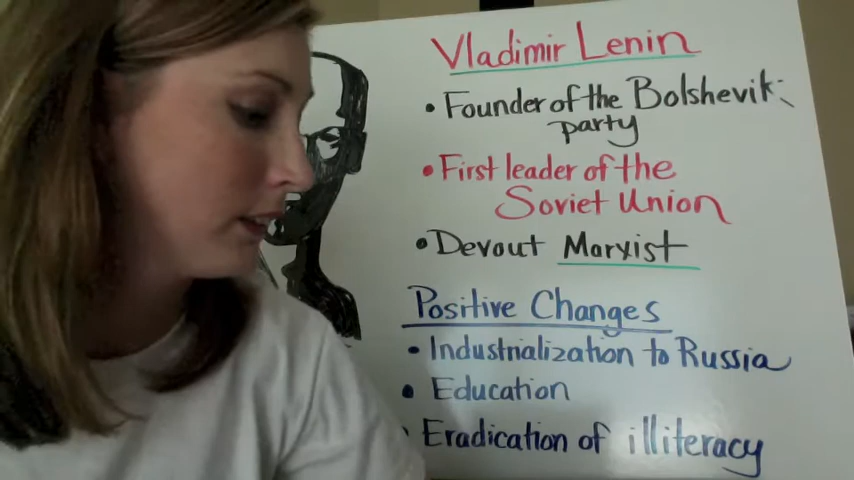 Vladimir Lenin
• Founder of the Bolshevik
party
• First leader of the
Soviet Union
• Devout Marxist
Positive Changes
• Industrialization to Russia
• Education
Eradication of illiteracy